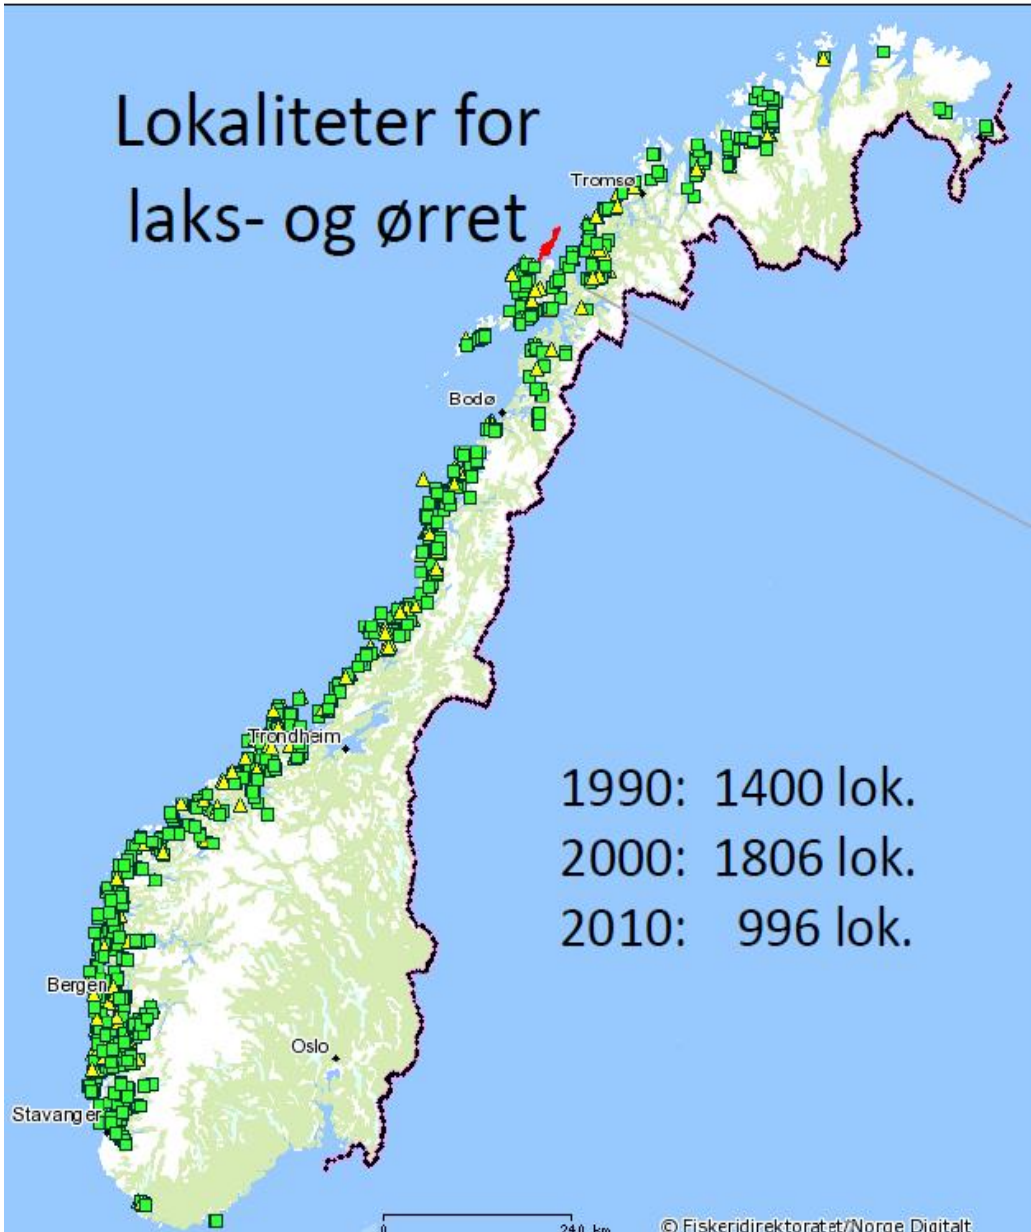 Lokaliteter for
laks- og ørret
Tromsø
Bodø
Trondheim
1990: 1400 lok.
2000: 1806 lok.
2010: 996 lok.
Bergen
Oslo
Stavanger
0 240 km
© Fiskeridirektoratet/Norge Digitalt